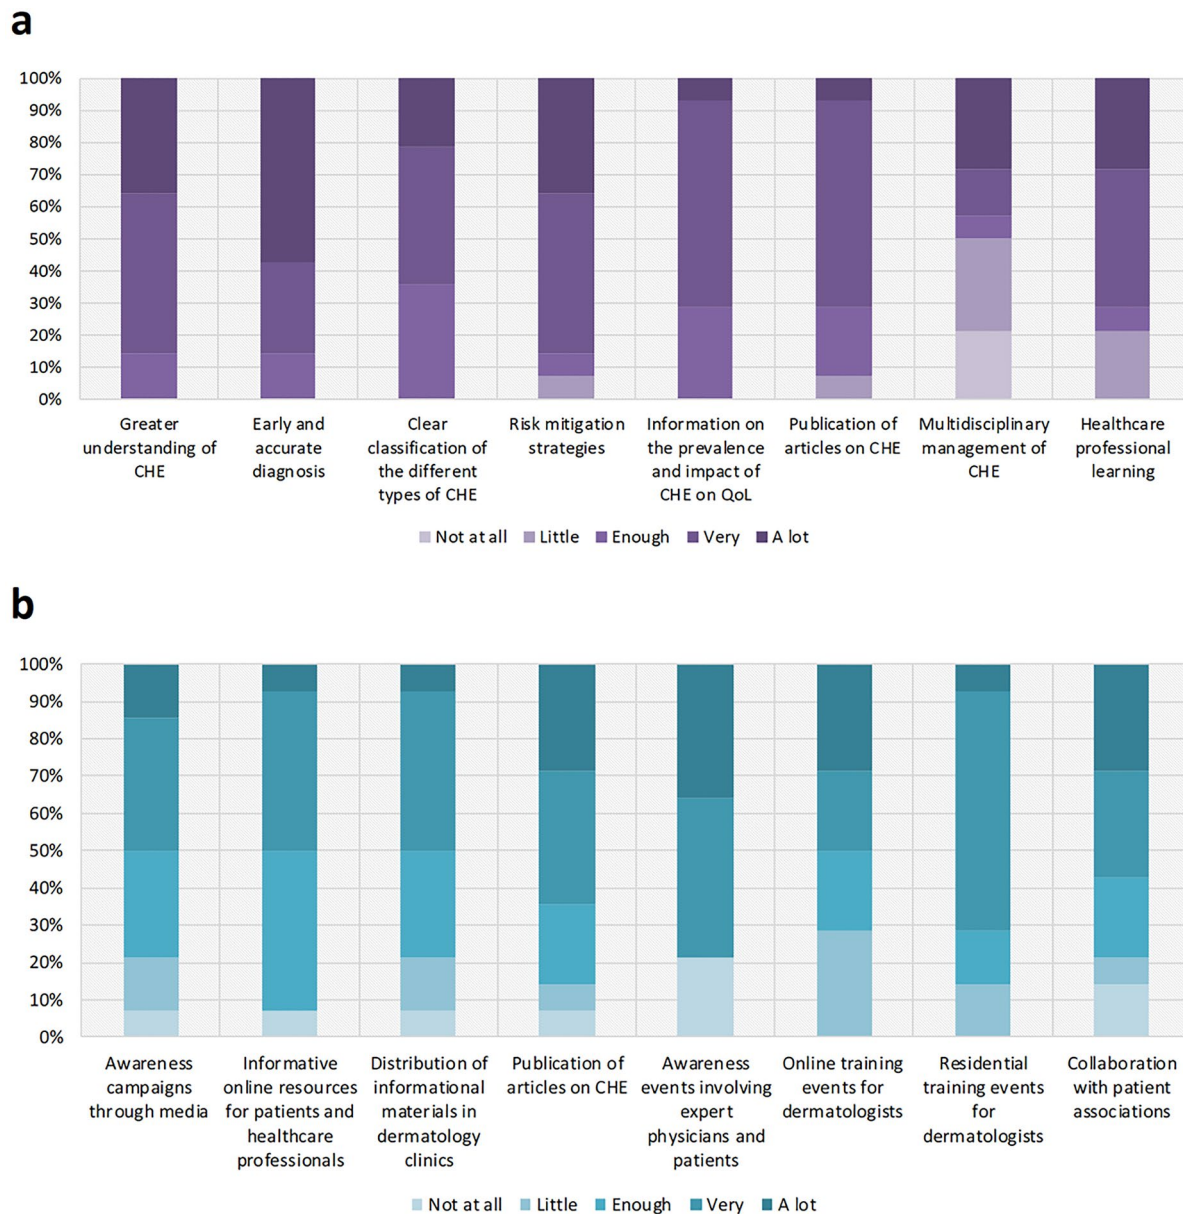 a
100%
90%
80%
70%
60%
50%
40%
30%
20%
10%
0%
Greater
understanding of
CHE
Early and
accurate
diagnosis
Clear
classification of
the different
types of CHE
Risk mitigation
strategies
Information on
the prevalence
and impact of
CHE on QoL
Publication of
articles on CHE
Multidisciplinary
management of
CHE
Healthcare
professional
learning
Not at all Little Enough Very A lot
b
100%
90%
80%
70%
60%
50%
40%
30%
20%
10%
0%
Awareness
campaigns
through media
Informative
online resources
for patients and
healthcare
professionals
Distribution of
informational
materials in
dermatology
clinics
Publication of
articles on CHE
Awareness
events involving
expert
physicians and
patients
Online training
events for
dermatologists
Residential
training events
for
dermatologists
Collaboration
with patient
associations
Not at all Little Enough Very A lot